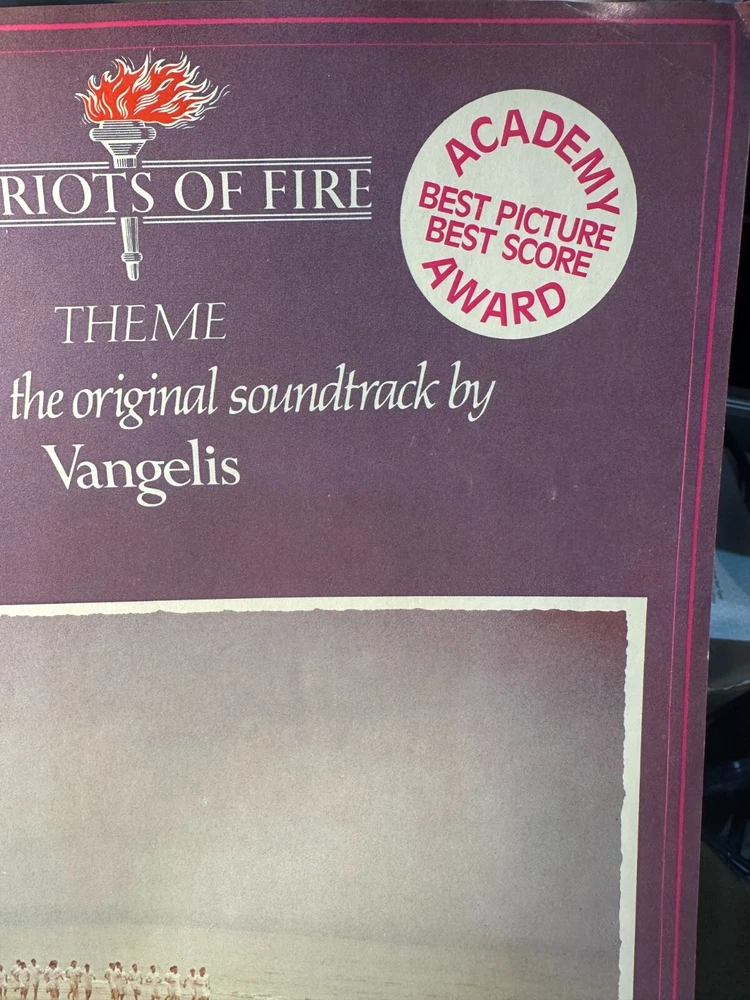 RIOTS OF FIRE
THEME
the original soundtrack by
Vangelis
ACADEMY
BEST PICTURE
BEST SCORE
AWARD